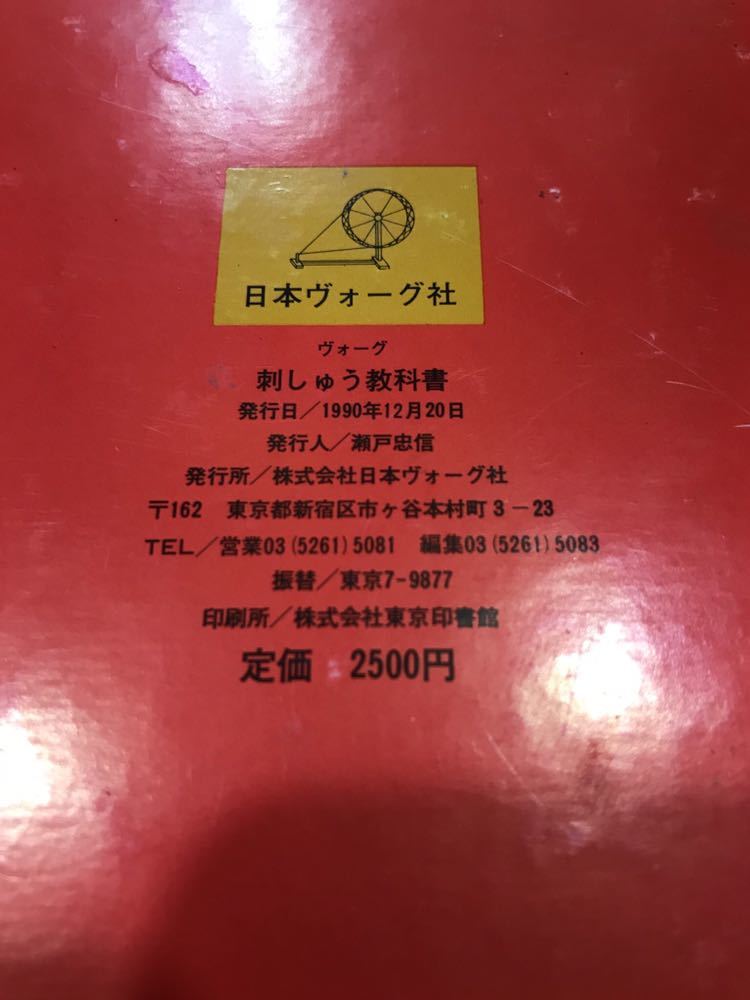 日本ヴォーグ社
ヴォーグ
刺しゅう教科書
発行日/1990年12月20日
発行人/瀬戸忠信
発行所/株式会社日本ヴォーグ社
〒162 東京都新宿区市ヶ谷本村町3-23
TEL/営業03(5261)5081 編集03(5261)5083
振替/東京7-9877
印刷所/株式会社東京印書館
定価 2500円